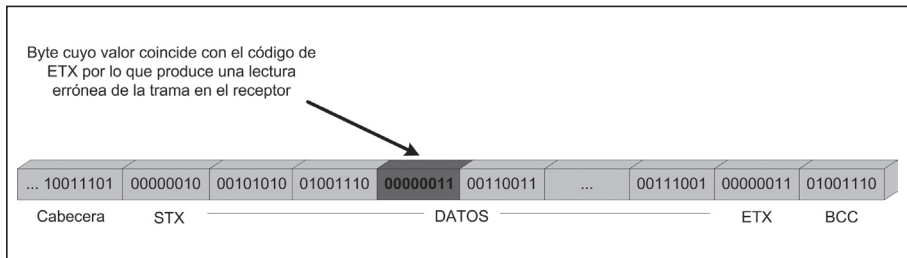 Byte cuyo valor coincide con el código de
ETX por lo que produce una lectura
errónea de la trama en el receptor
... 10011101 00000010 00101010 01001110 00000011 00110011 ... 00111001 00000011 01001110
Cabecera STX DATOS ETX BCC